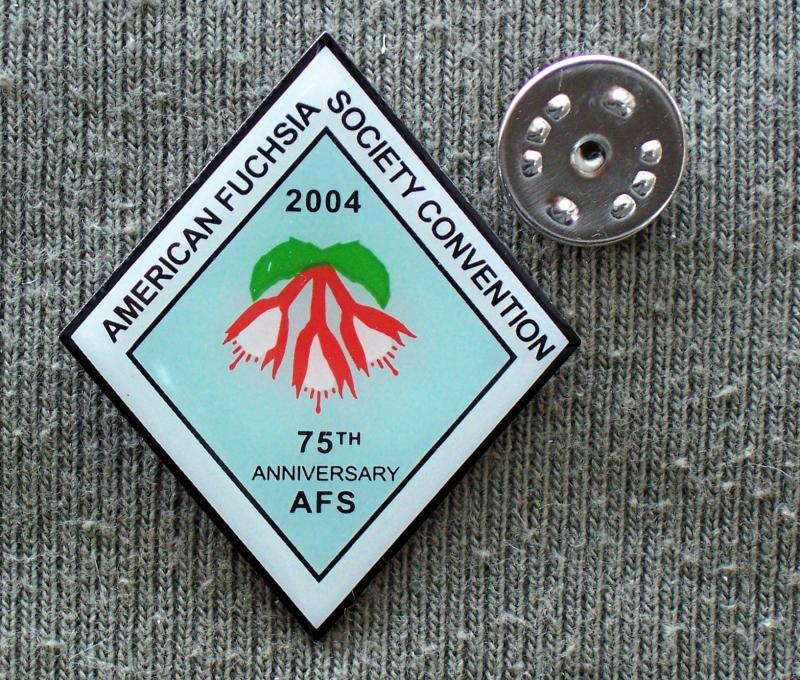 AMERICAN FUCHSIA
SOCIETY CONVENTION
2004
75TH
ANNIVERSARY
AFS